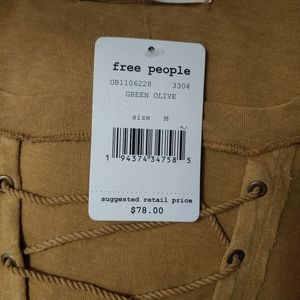 free people
OB1106228 3304
GREEN OLIVE
size M
1 94374 34758 5
suggested retail price
$78.00